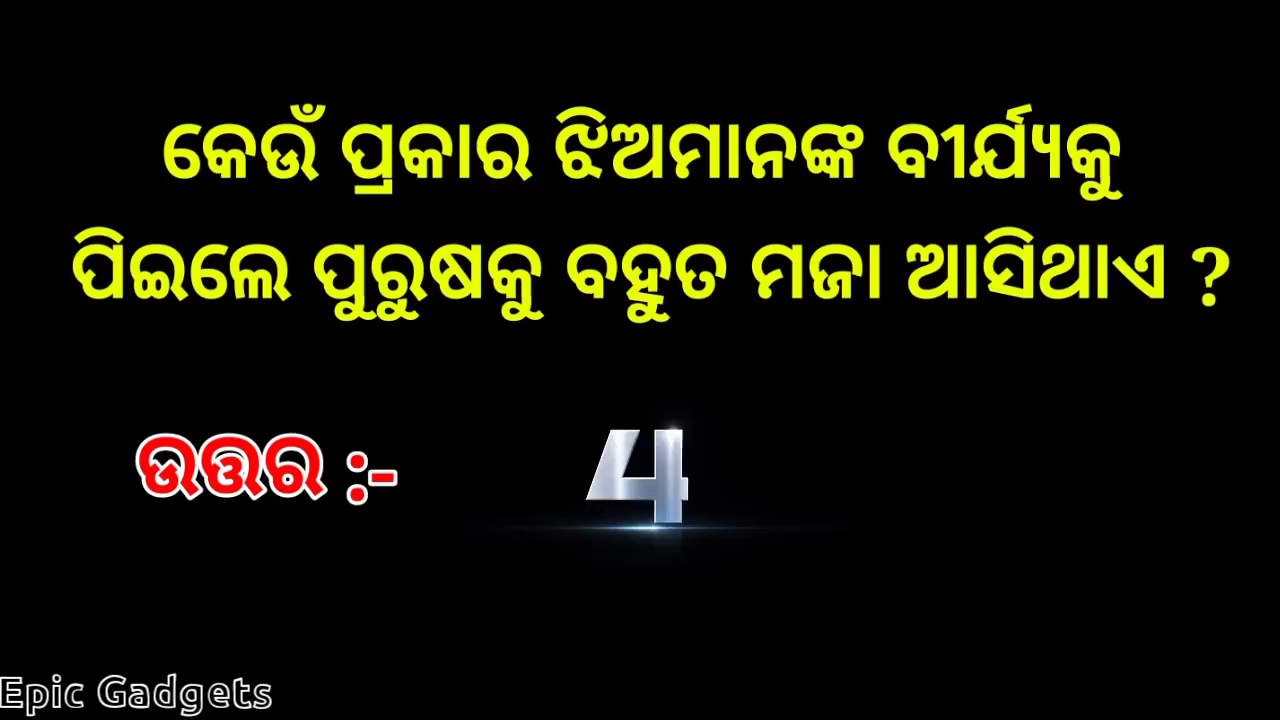 କେଉଁ ପ୍ରକାର ଝିଅମାନଙ୍କ ବୀର୍ଯ୍ୟକୁ
ପିଇଲେ ପୁରୁଷକୁ ବହୁତ ମଜା ଆସିଥାଏ ?
ଉତ୍ତର :-
4
Epic Gadgets